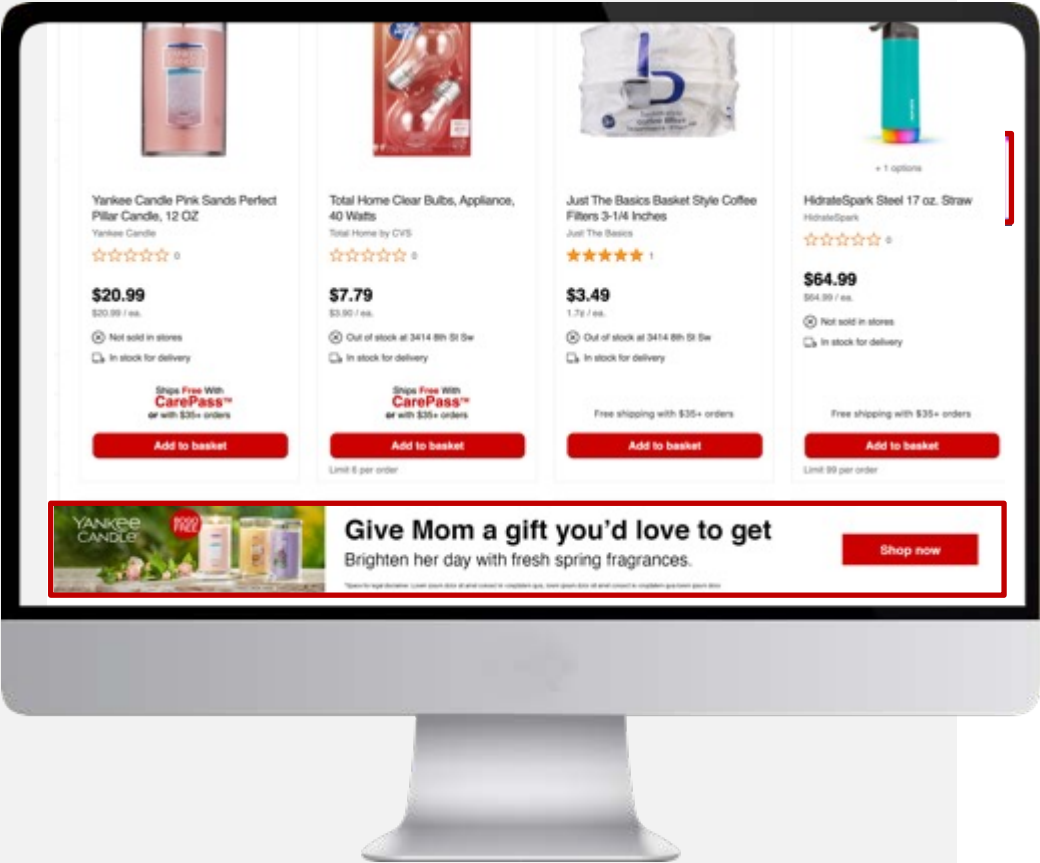 + 1 options
Yankee Candle Pink Sands Perfect
Pillar Candle, 12 OZ
Yankee Candle
0
$20.99
$20.99 / ea.
Not sold in stores
In stock for delivery
Ships Free With
CarePass™
or with $35+ orders
Add to basket
Total Home Clear Bulbs, Appliance,
40 Watts
Total Home by CVS
0
$7.79
$3.90 / ea.
Out of stock at 3414 8th St Sw
In stock for delivery
Ships Free With
CarePass™
or with $35+ orders
Add to basket
Limit 6 per order
Just The Basics Basket Style Coffee
Filters 3-1/4 Inches
Just The Basics
1
$3.49
1.7¢ / ea.
Out of stock at 3414 8th St Sw
In stock for delivery
Free shipping with $35+ orders
Add to basket
HidrateSpark Steel 17 oz. Straw
HidrateSpark
0
$64.99
$64.99 / ea.
Not sold in stores
In stock for delivery
Free shipping with $35+ orders
Add to basket
Limit 99 per order
YANKEE
CANDLE
BOGO
FREE
Give Mom a gift you'd love to get
Brighten her day with fresh spring fragrances.
Shop now